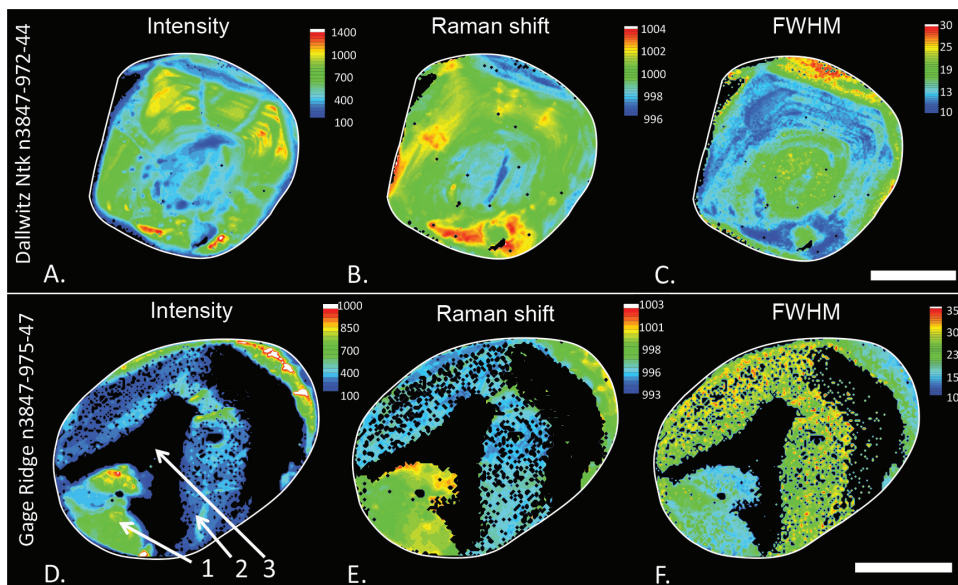 Intensity
Raman shift
FWHM
Dallwitz Ntk n3847-972-44
1400
1000
700
400
100
1004
1002
1000
998
996
30
25
19
13
10
A.
B.
C.
Intensity
Raman shift
FWHM
Gage Ridge n3847-975-47
1000
850
700
400
100
1003
1001
998
996
993
35
30
23
15
10
1 2 3
D.
E.
F.